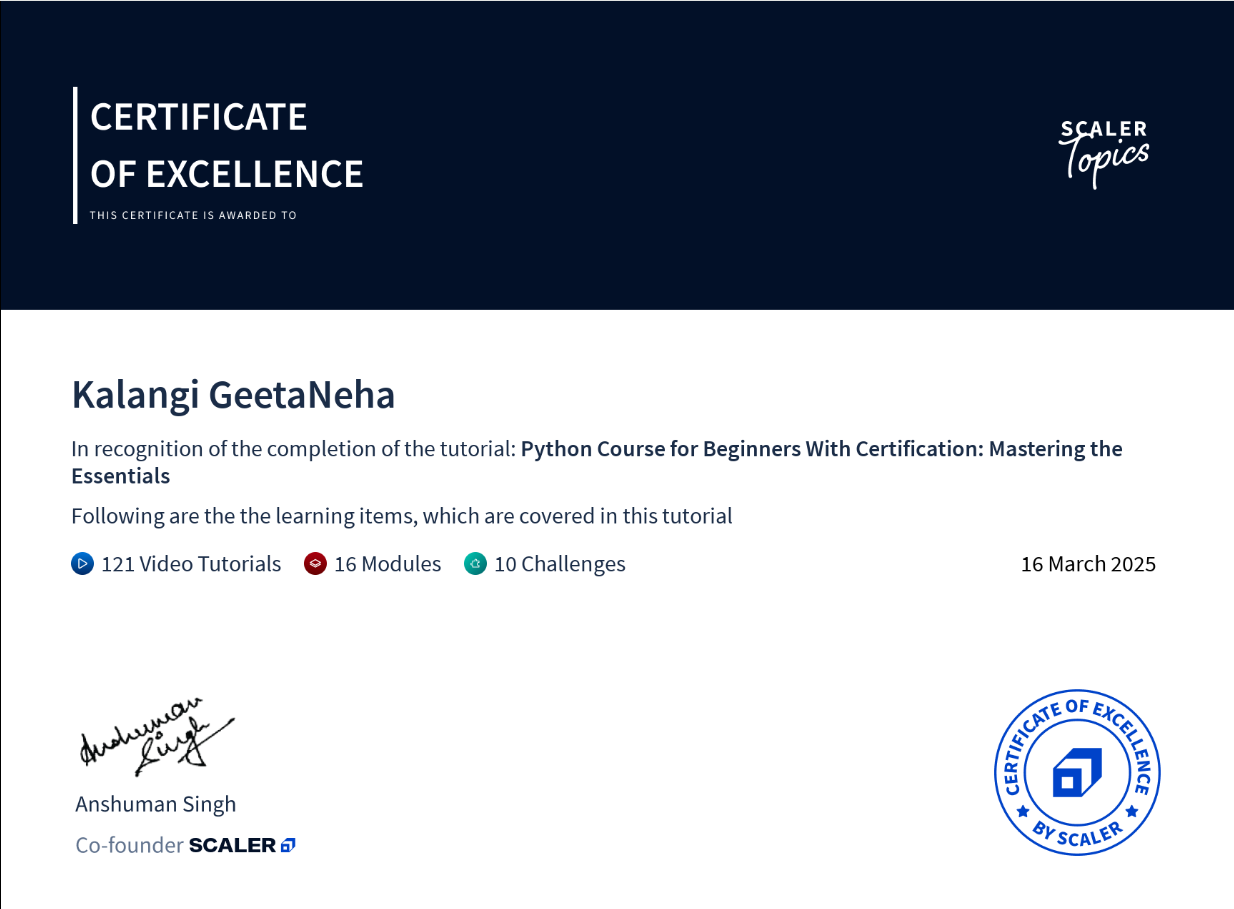 CERTIFICATE
OF EXCELLENCE
THIS CERTIFICATE IS AWARDED TO
SCALER
Topics
Kalangi GeetaNeha
In recognition of the completion of the tutorial: Python Course for Beginners With Certification: Mastering the
Essentials
Following are the the learning items, which are covered in this tutorial
121 Video Tutorials
16 Modules
10 Challenges
16 March 2025
Anshuman
Singh
Anshuman Singh
Co-founder SCALER
CERTIFICATE OF EXCELLENCE
BY SCALER